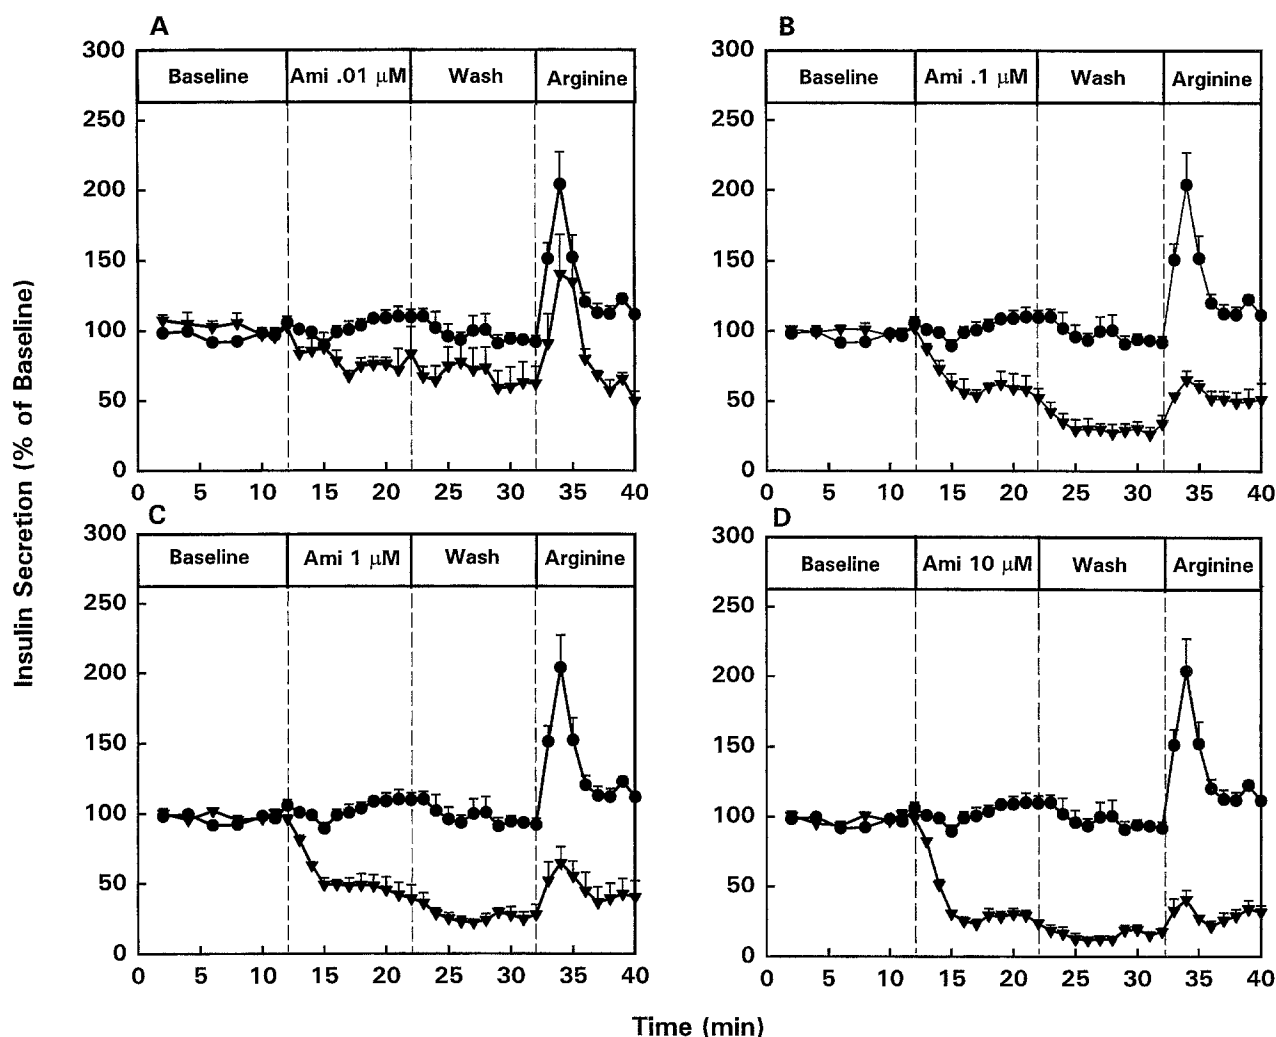 A
300
Baseline Ami .01 μM Wash Arginine
250
200
150
100
50
0
0 5 10 15 20 25 30 35 40
B
300
Baseline Ami .1 μM Wash Arginine
250
200
150
100
50
0
0 5 10 15 20 25 30 35 40
C
300
Baseline Ami 1 μM Wash Arginine
250
200
150
100
50
0
0 5 10 15 20 25 30 35 40
D
300
Baseline Ami 10 μM Wash Arginine
250
200
150
100
50
0
0 5 10 15 20 25 30 35 40
Insulin Secretion (% of Baseline)
Time (min)